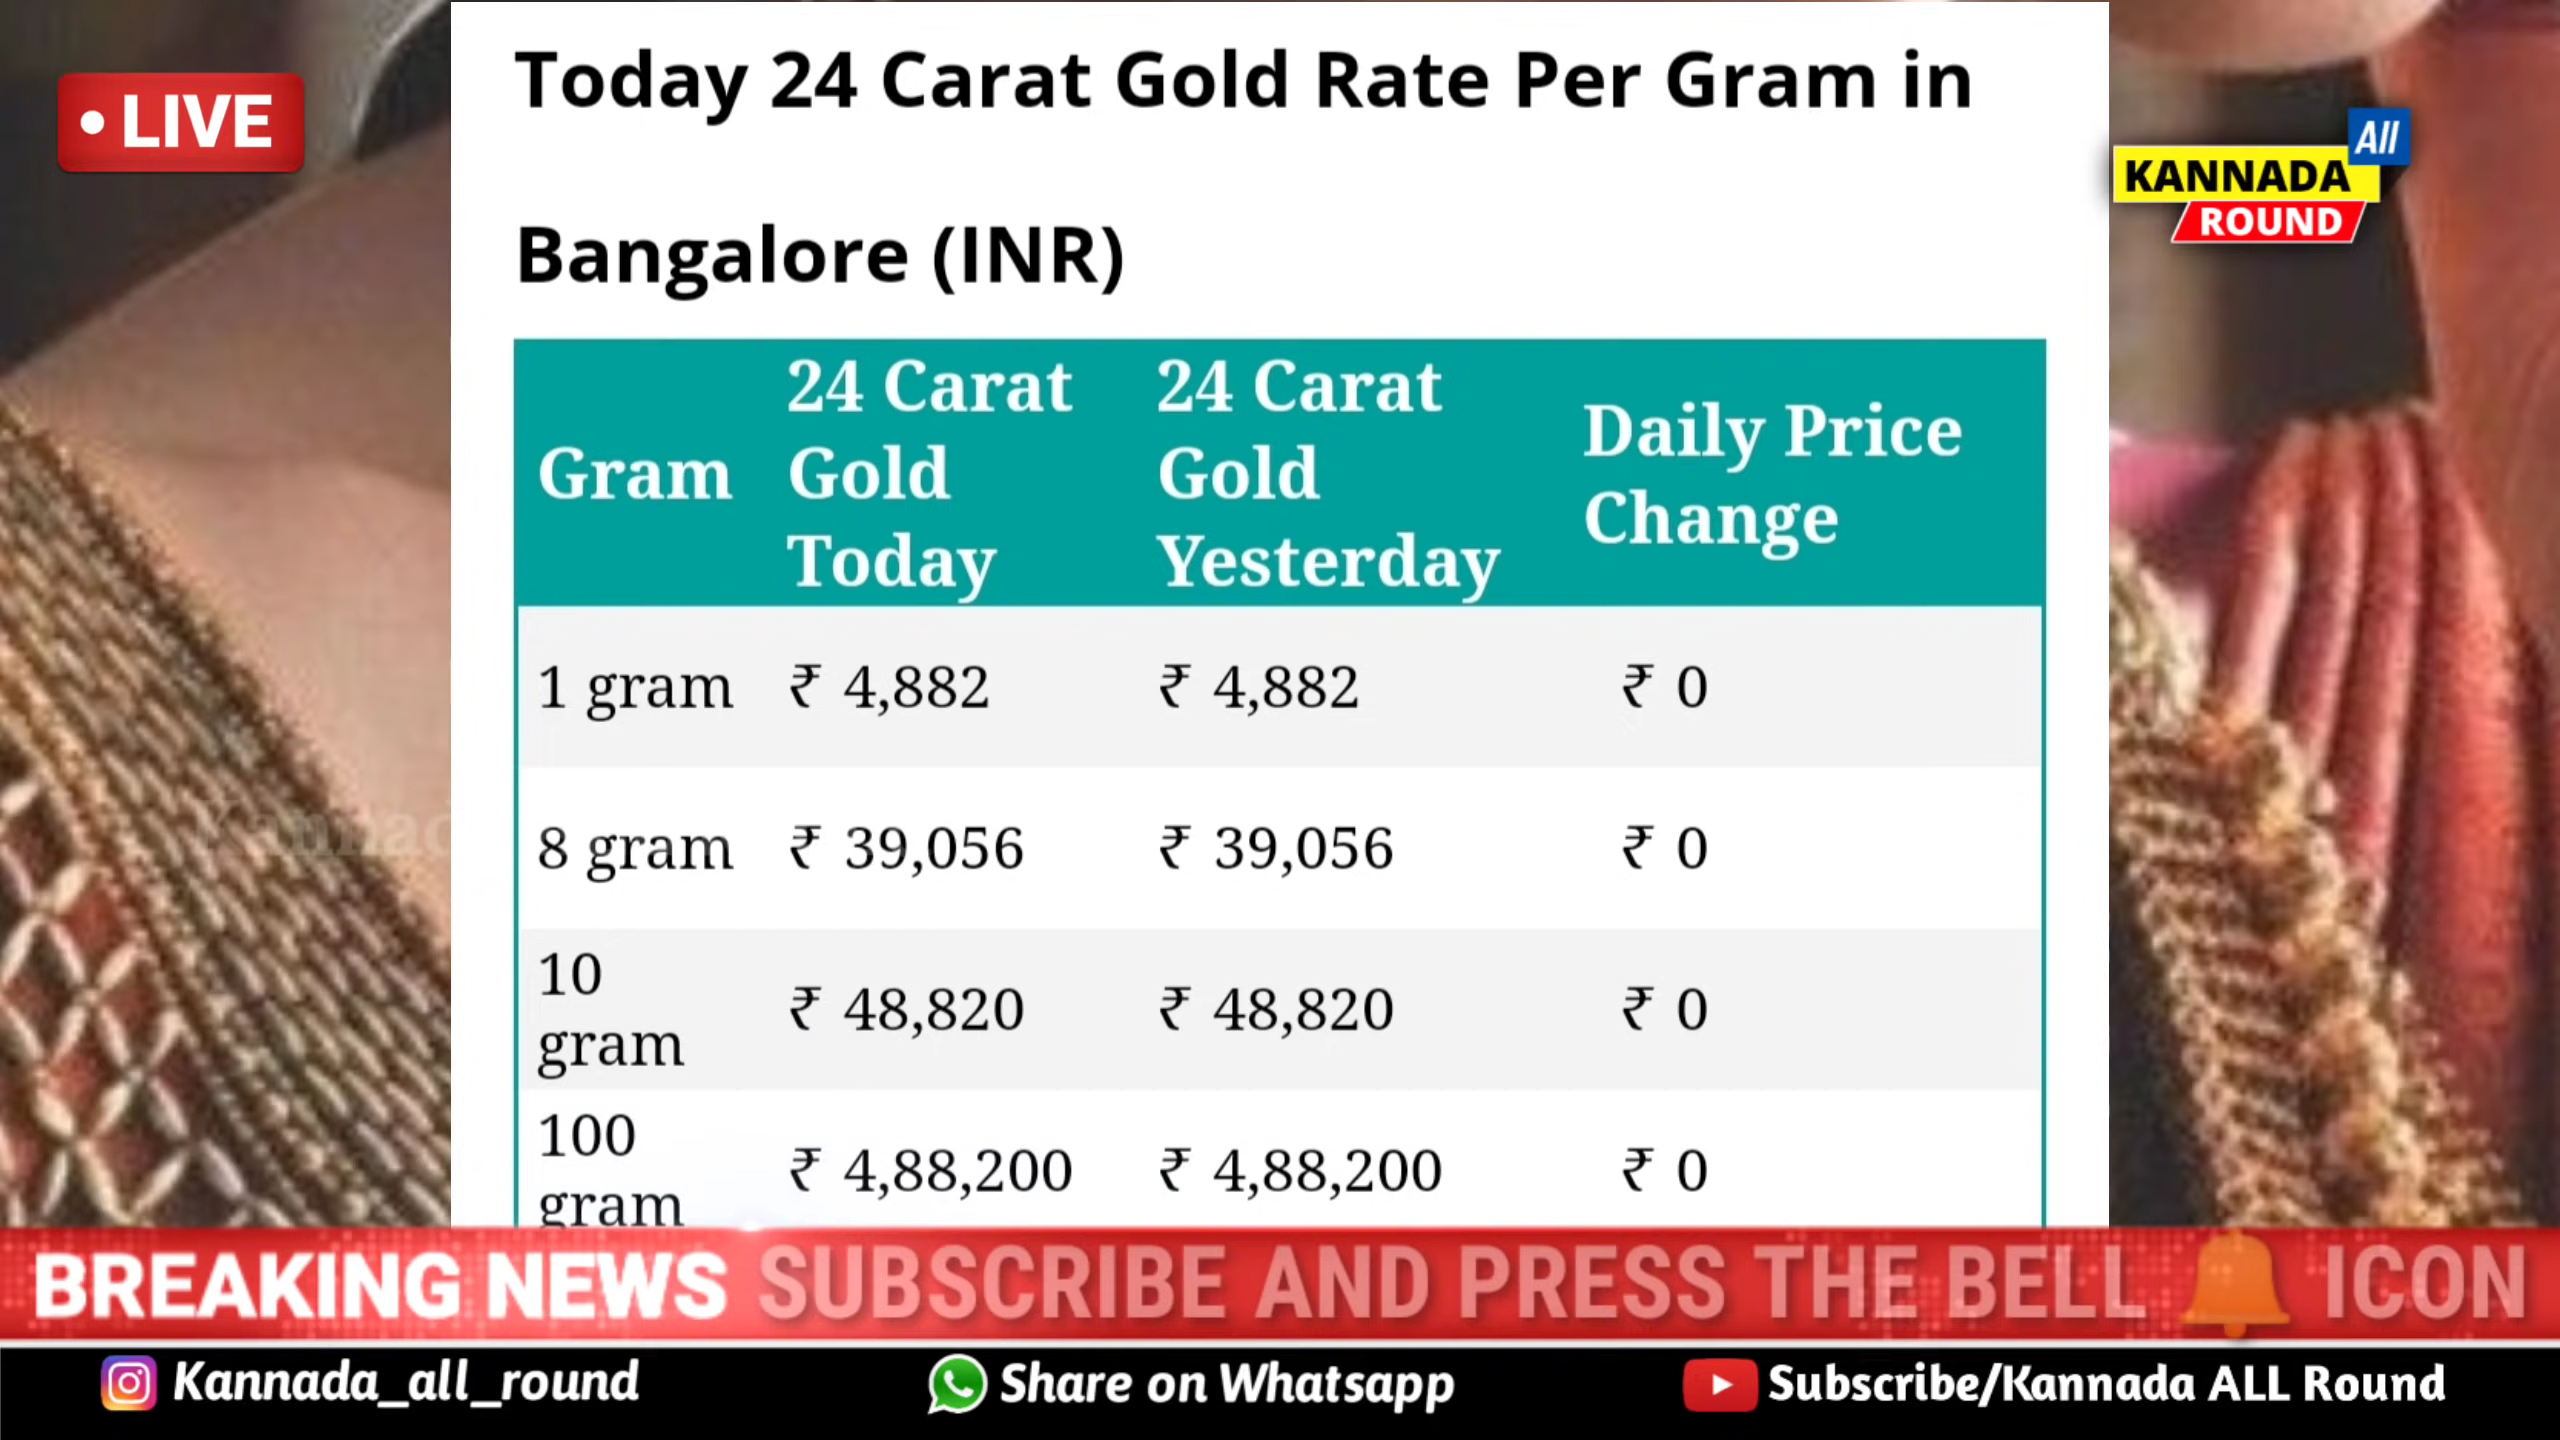 • LIVE
Today 24 Carat Gold Rate Per Gram in
Bangalore (INR)
All
KANNADA
ROUND
Gram 24 Carat Gold Today 24 Carat Gold Yesterday Daily Price Change
1 gram ₹ 4,882 ₹ 4,882 ₹ 0
8 gram ₹ 39,056 ₹ 39,056 ₹ 0
10 gram ₹ 48,820 ₹ 48,820 ₹ 0
100 gram ₹ 4,88,200 ₹ 4,88,200 ₹ 0
BREAKING NEWS SUBSCRIBE AND PRESS THE BELL 🔔 ICON
Kannada_all_round Share on Whatsapp Subscribe/Kannada ALL Round